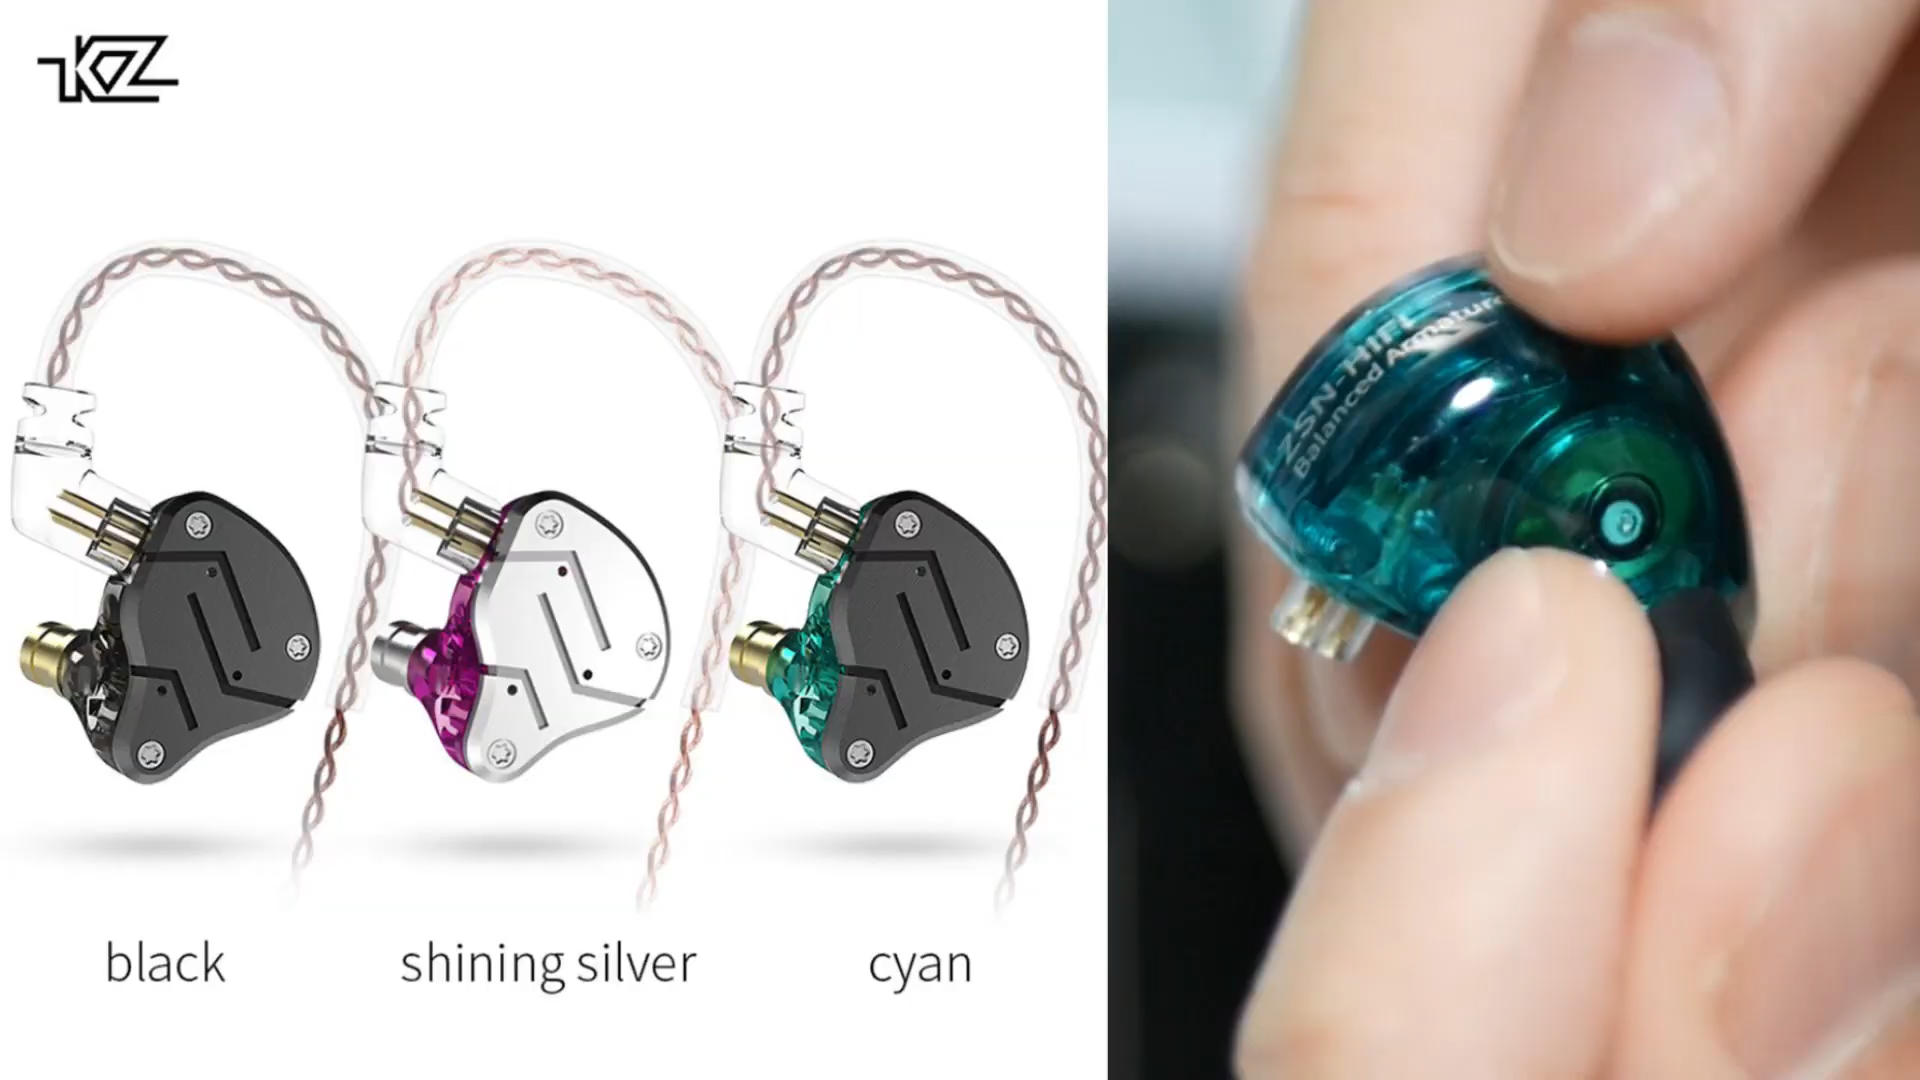 KZ
black
shining silver
cyan
ZSN-HIFI
Balanced Armature